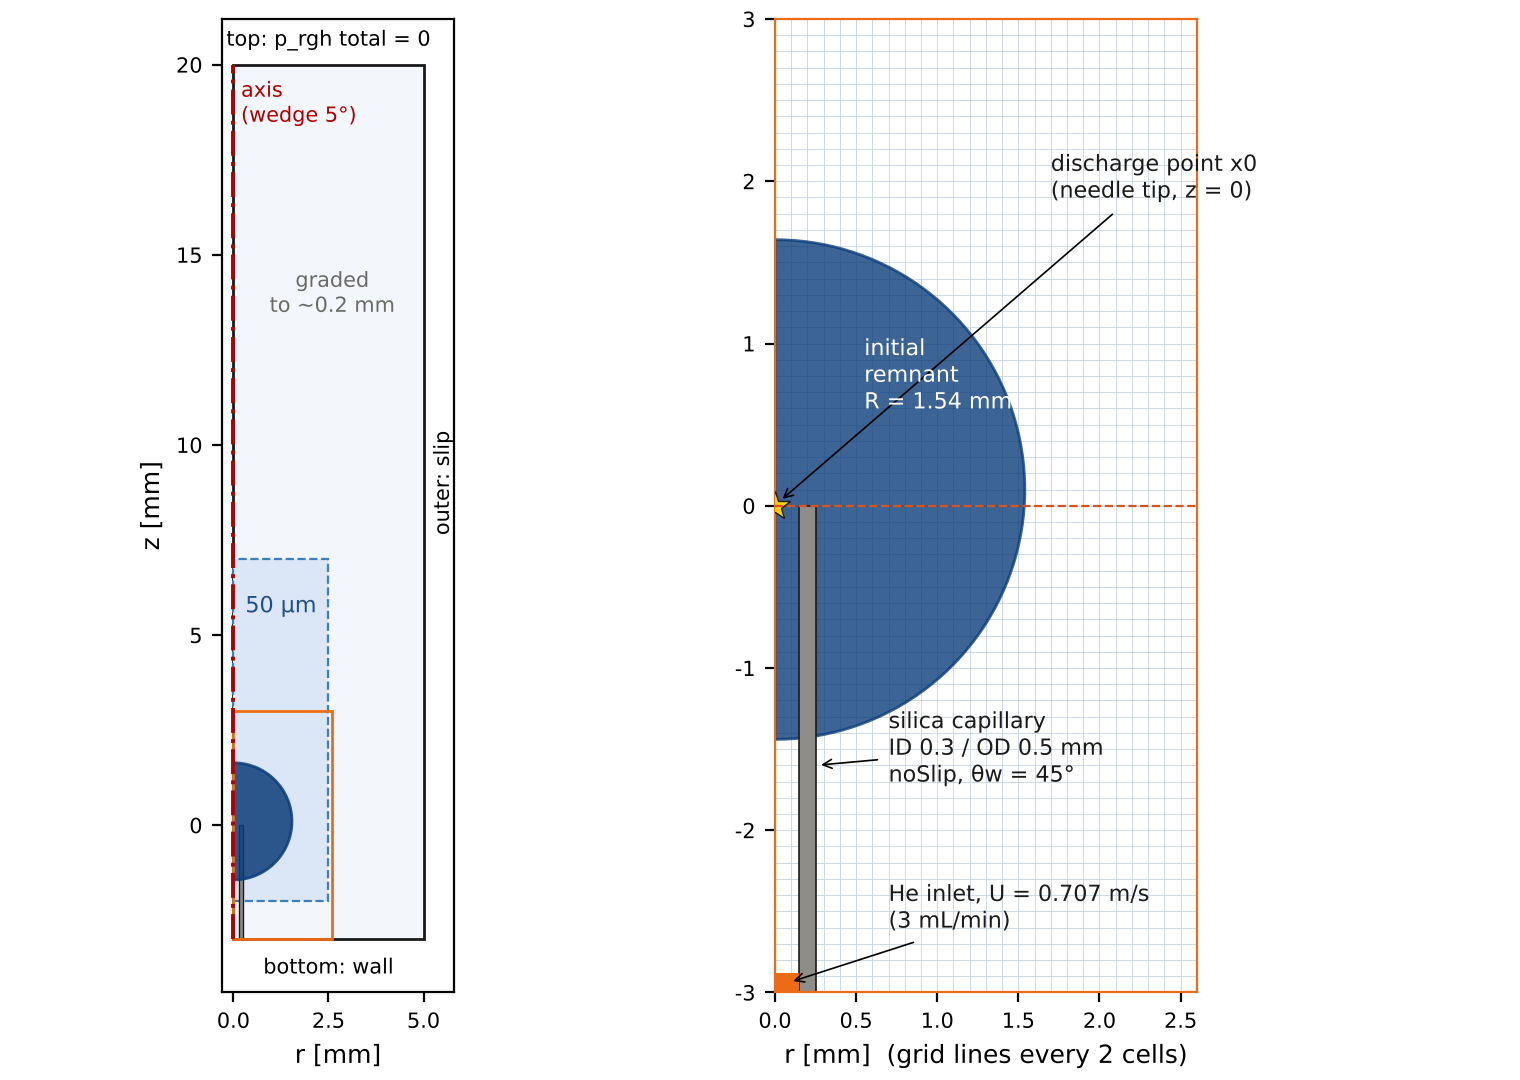 top: p_rgh total = 0
20
axis
(wedge 5°)
15
graded
to ~0.2 mm
10
outer: slip
z [mm]
50 µm
5
0
bottom: wall
0.0 2.5 5.0
r [mm]
3
discharge point x0
(needle tip, z = 0)
2
initial
remnant
R = 1.54 mm
1
0
-1
silica capillary
ID 0.3 / OD 0.5 mm
noSlip, θw = 45°
-2
He inlet, U = 0.707 m/s
(3 mL/min)
-3
0.0 0.5 1.0 1.5 2.0 2.5
r [mm]  (grid lines every 2 cells)